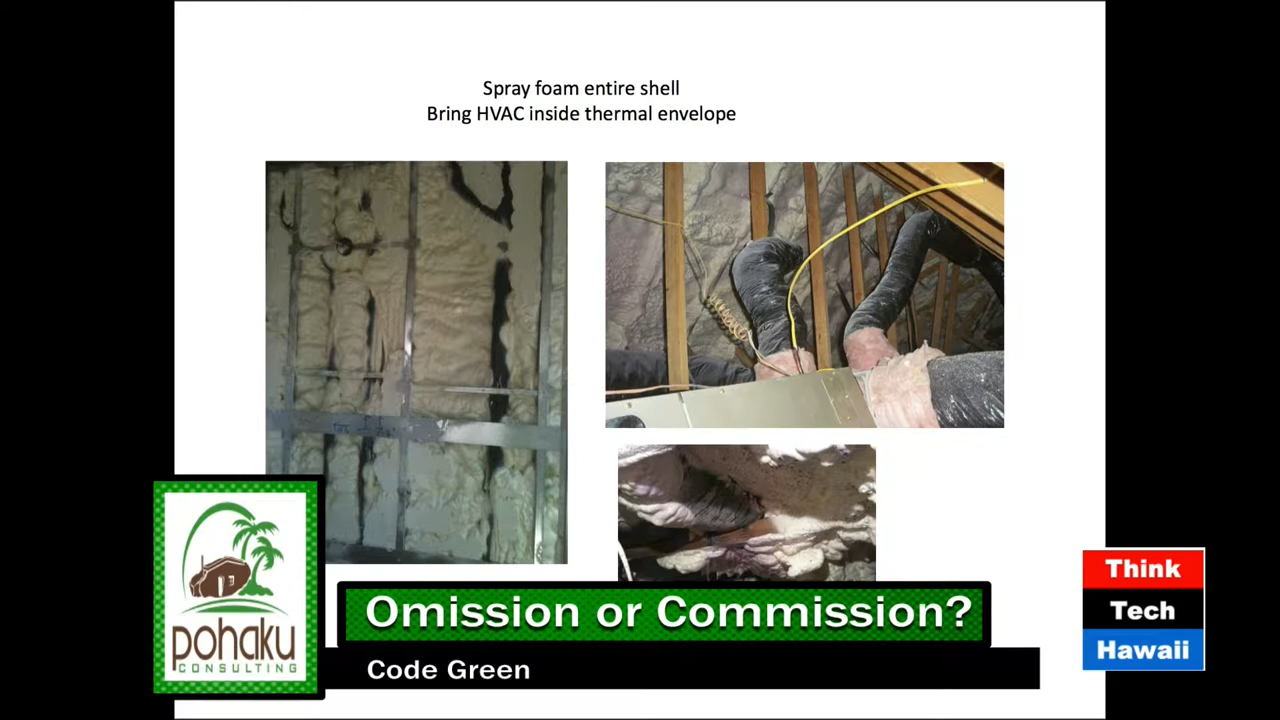 Spray foam entire shell
Bring HVAC inside thermal envelope
pohaku
CONSULTING
Omission or Commission?
Code Green
Think
Tech
Hawaii